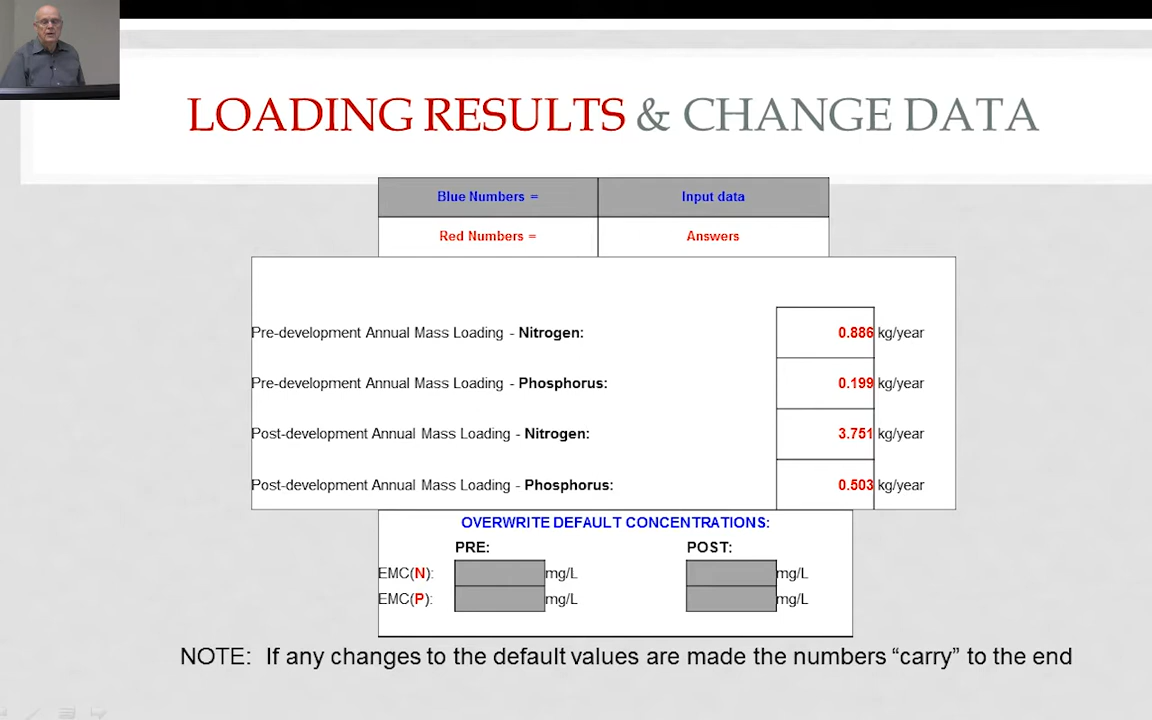 LOADING RESULTS & CHANGE DATA
Blue Numbers = Input data
Red Numbers = Answers
Pre-development Annual Mass Loading - Nitrogen: 0.886 kg/year
Pre-development Annual Mass Loading - Phosphorus: 0.199 kg/year
Post-development Annual Mass Loading - Nitrogen: 3.751 kg/year
Post-development Annual Mass Loading - Phosphorus: 0.503 kg/year
OVERWRITE DEFAULT CONCENTRATIONS:
PRE: POST:
EMC(N): mg/L mg/L
EMC(P): mg/L mg/L
NOTE: If any changes to the default values are made the numbers “carry” to the end